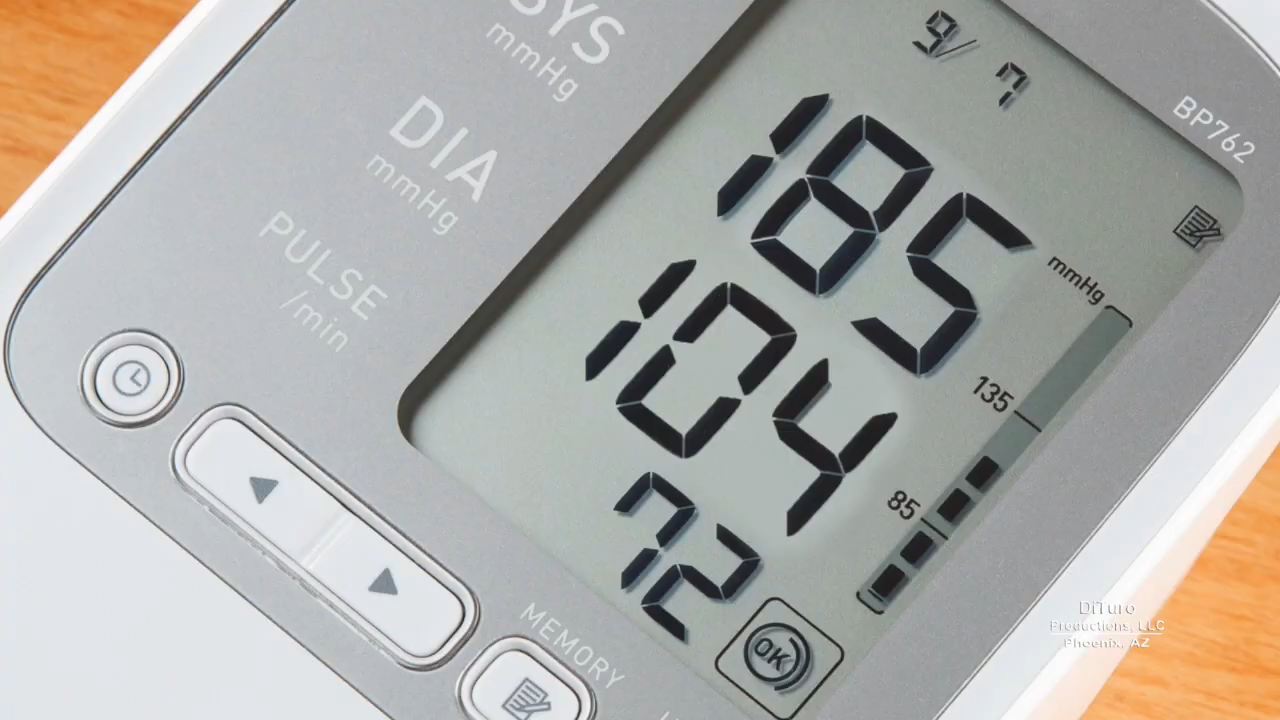 SYS
mmHg
DIA
mmHg
PULSE
/min
MEMORY
9/ 7
185
104
72
mmHg
135
85
OK
BP762
DiTuro
Productions, LLC
Phoenix, AZ